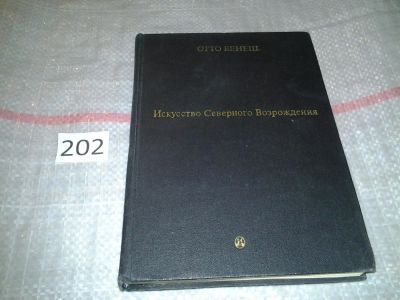 ОТТО БЕНЕШ
Искусство Северного Возрождения
202